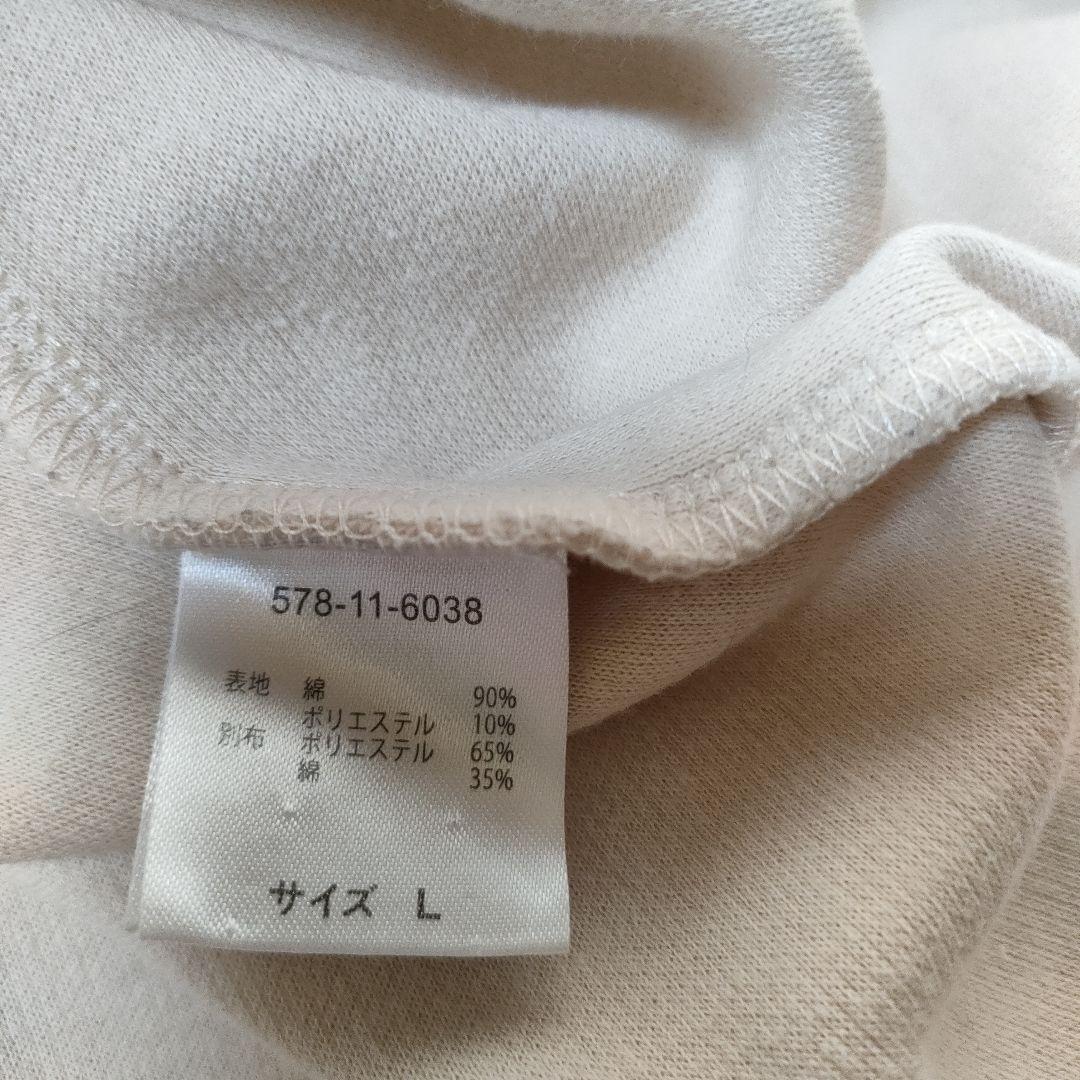 578-11-6038
表地 綿 90%
ポリエステル 10%
別布 ポリエステル 65%
綿 35%
サイズ L